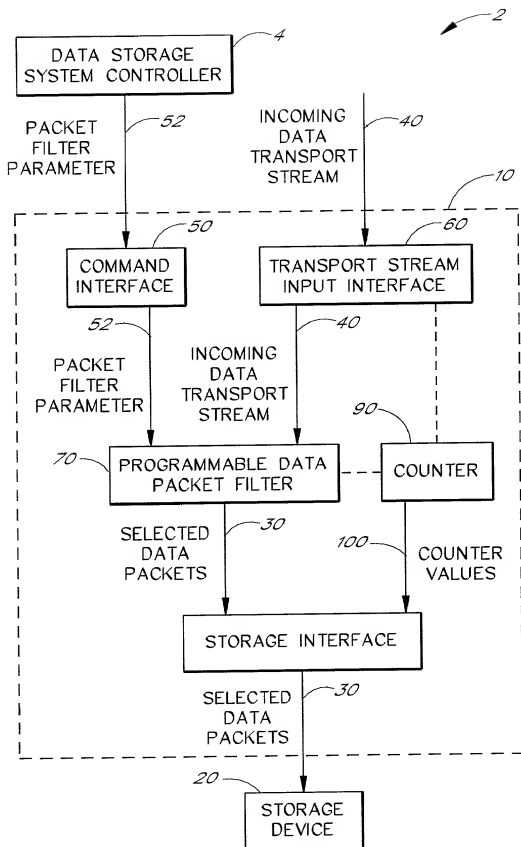 2
4
DATA STORAGE
SYSTEM CONTROLLER
52
PACKET
FILTER
PARAMETER
INCOMING
DATA
TRANSPORT
STREAM
40
10
50
COMMAND
INTERFACE
60
TRANSPORT STREAM
INPUT INTERFACE
52
PACKET
FILTER
PARAMETER
40
INCOMING
DATA
TRANSPORT
STREAM
70
PROGRAMMABLE DATA
PACKET FILTER
90
COUNTER
30
SELECTED
DATA
PACKETS
100
COUNTER
VALUES
STORAGE INTERFACE
30
SELECTED
DATA
PACKETS
20
STORAGE
DEVICE